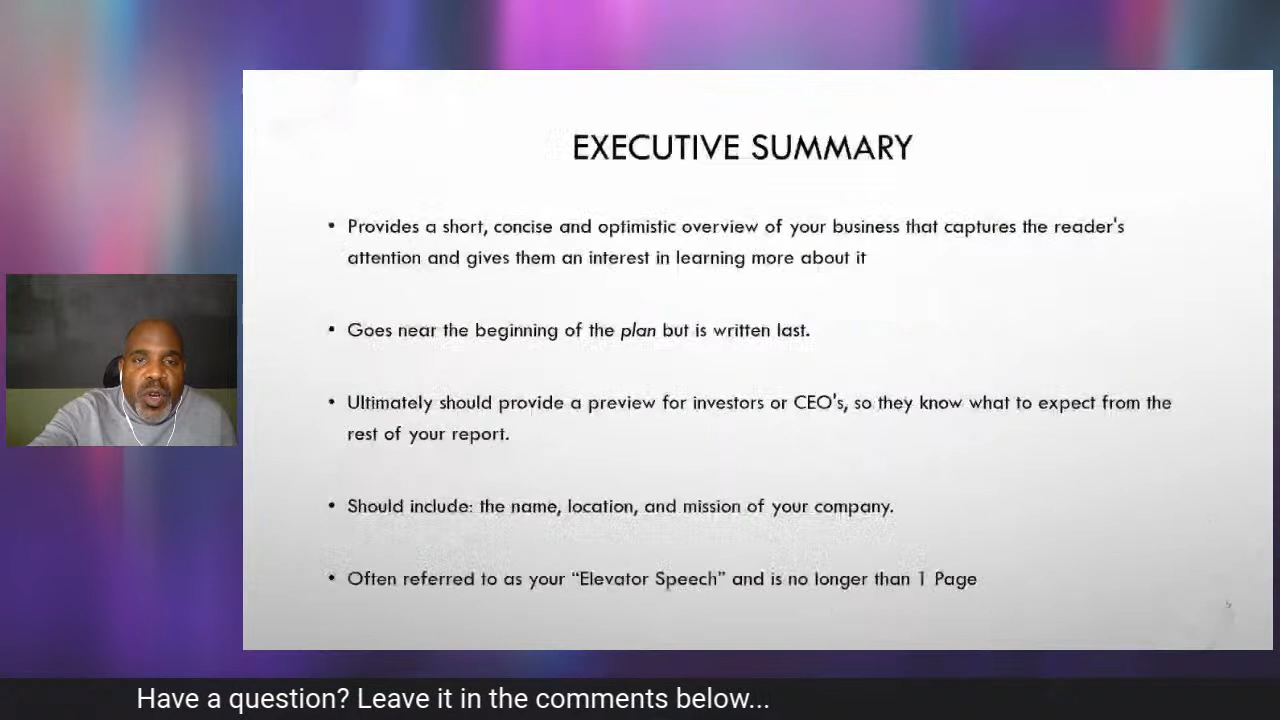 EXECUTIVE SUMMARY
• Provides a short, concise and optimistic overview of your business that captures the reader's
attention and gives them an interest in learning more about it
• Goes near the beginning of the plan but is written last.
• Ultimately should provide a preview for investors or CEO's, so they know what to expect from the
rest of your report.
• Should include: the name, location, and mission of your company.
• Often referred to as your “Elevator Speech” and is no longer than 1 Page
Have a question? Leave it in the comments below...